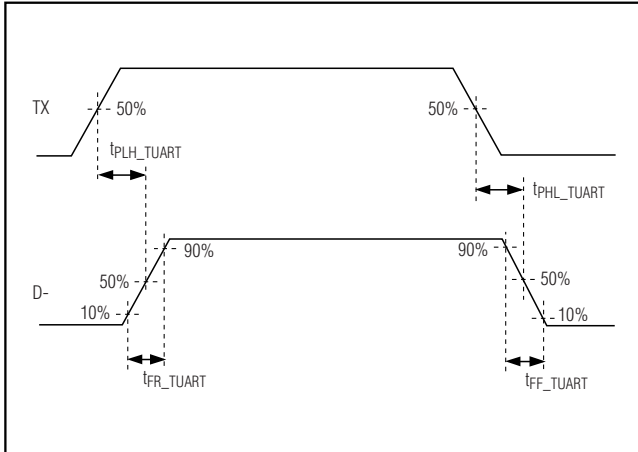 TX
50%
50%
tPLH_TUART
tPHL_TUART
90%
90%
D-
50%
50%
10%
10%
tFR_TUART
tFF_TUART